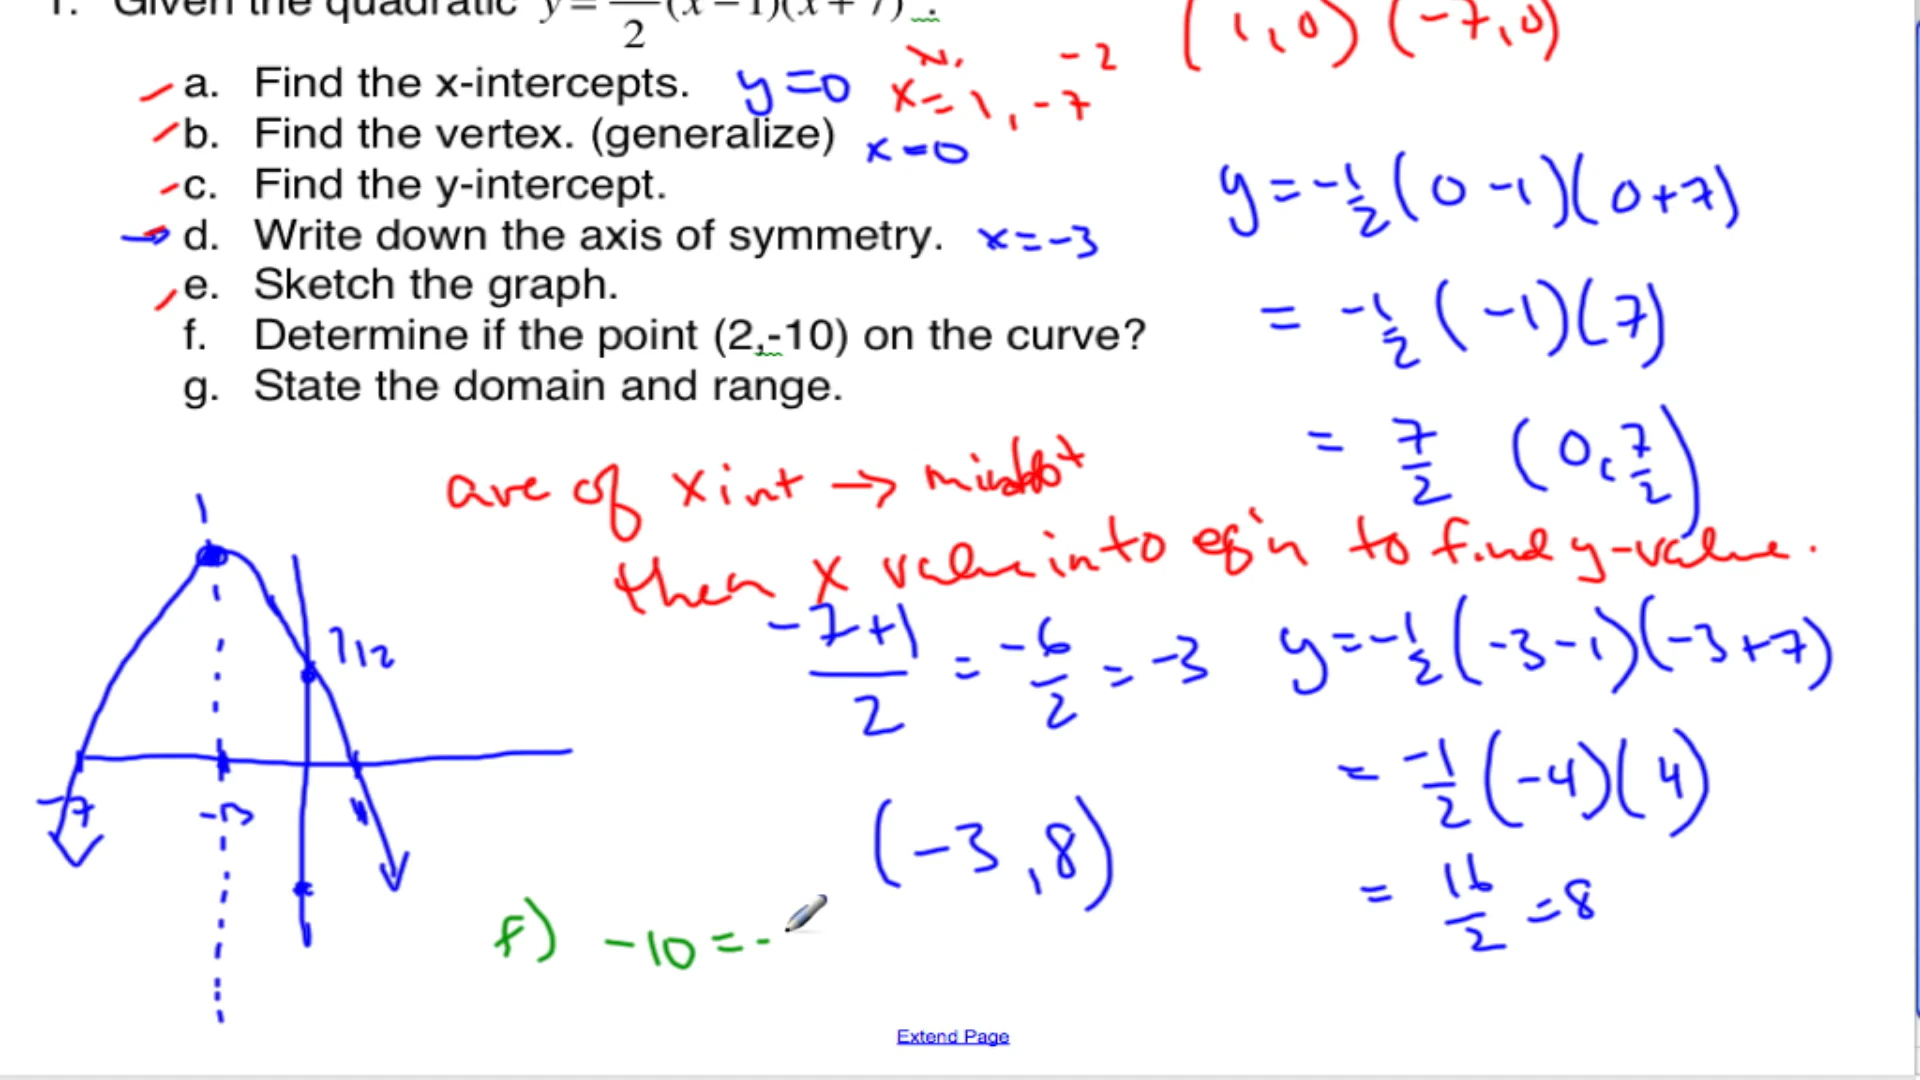 1. Given the quadratic y= 2 (x − 1)(x + 7) .
(1,0) (-7,0)
-2
a. Find the x-intercepts. y=0 x=1, -7
b. Find the vertex. (generalize) x=0
c. Find the y-intercept.
y=-1/2(0-1)(0+7)
d. Write down the axis of symmetry. x=-3
e. Sketch the graph.
= -1/2(-1)(7)
f. Determine if the point (2,-10) on the curve?
g. State the domain and range.
= 7/2 (0,7/2)
ave of x int → midpt
then x value into eq'n to find y-value.
(-7+1)/2 = -6/2 = -3
y=-1/2(-3-1)(-3+7)
= -1/2(-4)(4)
= 16/2 = 8
(-3,8)
7/2
-7
-3
f) -10=-
Extend Page